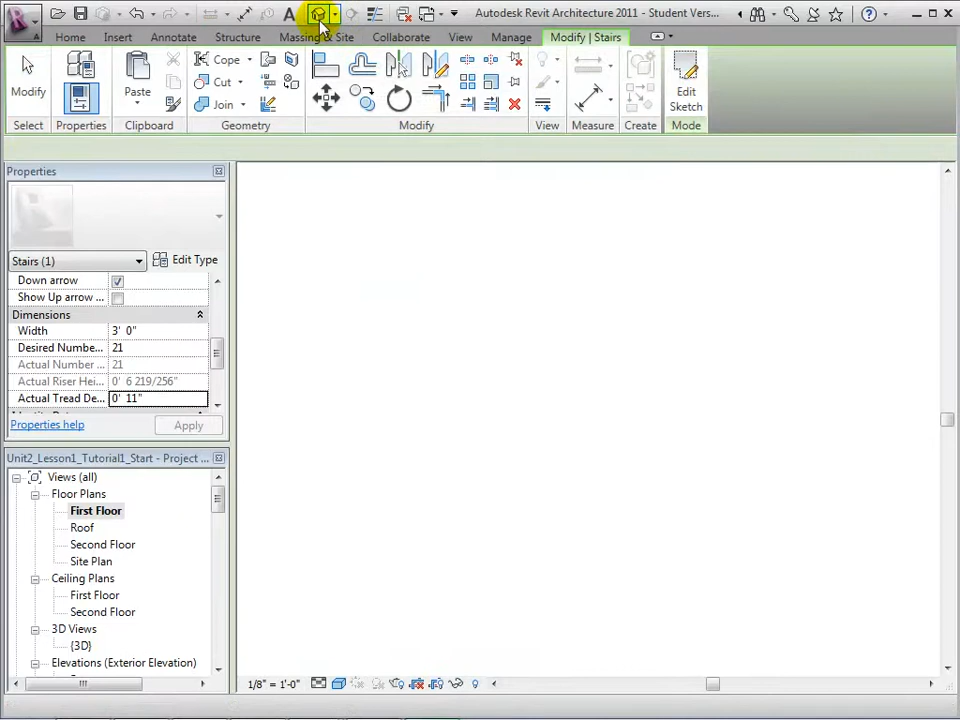 Autodesk Revit Architecture 2011 - Student Vers...
Home Insert Annotate Structure Massing & Site Collaborate View Manage Modify | Stairs
Modify
Paste
Cope
Cut
Join
Edit
Sketch
Select Properties Clipboard Geometry Modify View Measure Create Mode
Properties
Stairs (1)
Edit Type
Down arrow
Show Up arrow ...
Dimensions
Width 3' 0"
Desired Numbe... 21
Actual Number ... 21
Actual Riser Hei... 0' 6 219/256"
Actual Tread De... 0' 11"
Properties help
Apply
Unit2_Lesson1_Tutorial1_Start - Project ...
Views (all)
Floor Plans
First Floor
Roof
Second Floor
Site Plan
Ceiling Plans
First Floor
Second Floor
3D Views
{3D}
Elevations (Exterior Elevation)
1/8" = 1'-0"